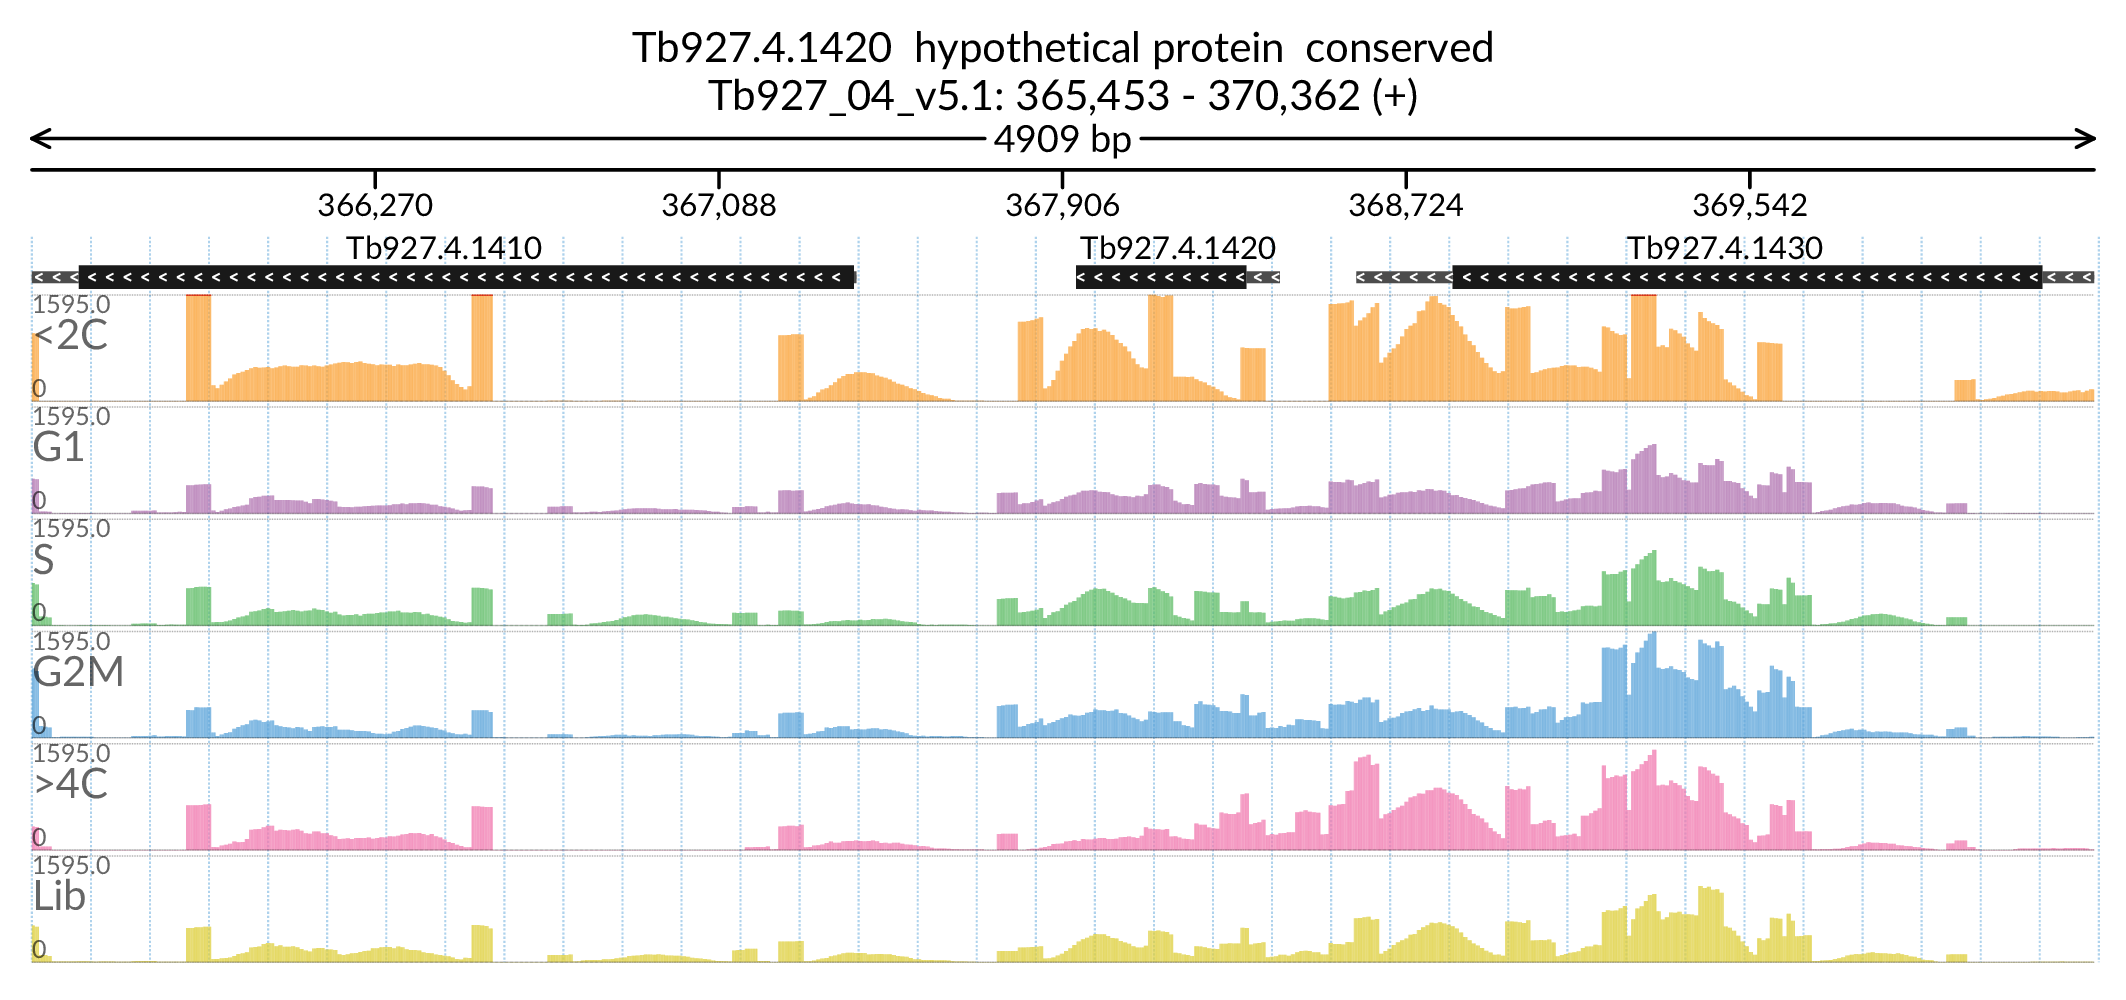 Tb927.4.1420  hypothetical protein  conserved
Tb927_04_v5.1: 365,453 - 370,362 (+)
4909 bp
366,270 367,088 367,906 368,724 369,542
Tb927.4.1410 Tb927.4.1420 Tb927.4.1430
1595.0
<2C
0
1595.0
G1
0
1595.0
S
0
1595.0
G2M
0
1595.0
>4C
0
1595.0
Lib
0